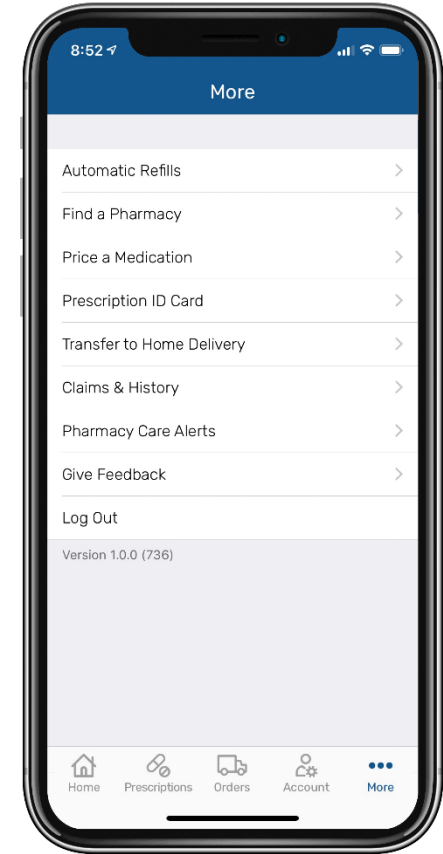 8:52
More
Automatic Refills
Find a Pharmacy
Price a Medication
Prescription ID Card
Transfer to Home Delivery
Claims & History
Pharmacy Care Alerts
Give Feedback
Log Out
Version 1.0.0 (736)
Home Prescriptions Orders Account More